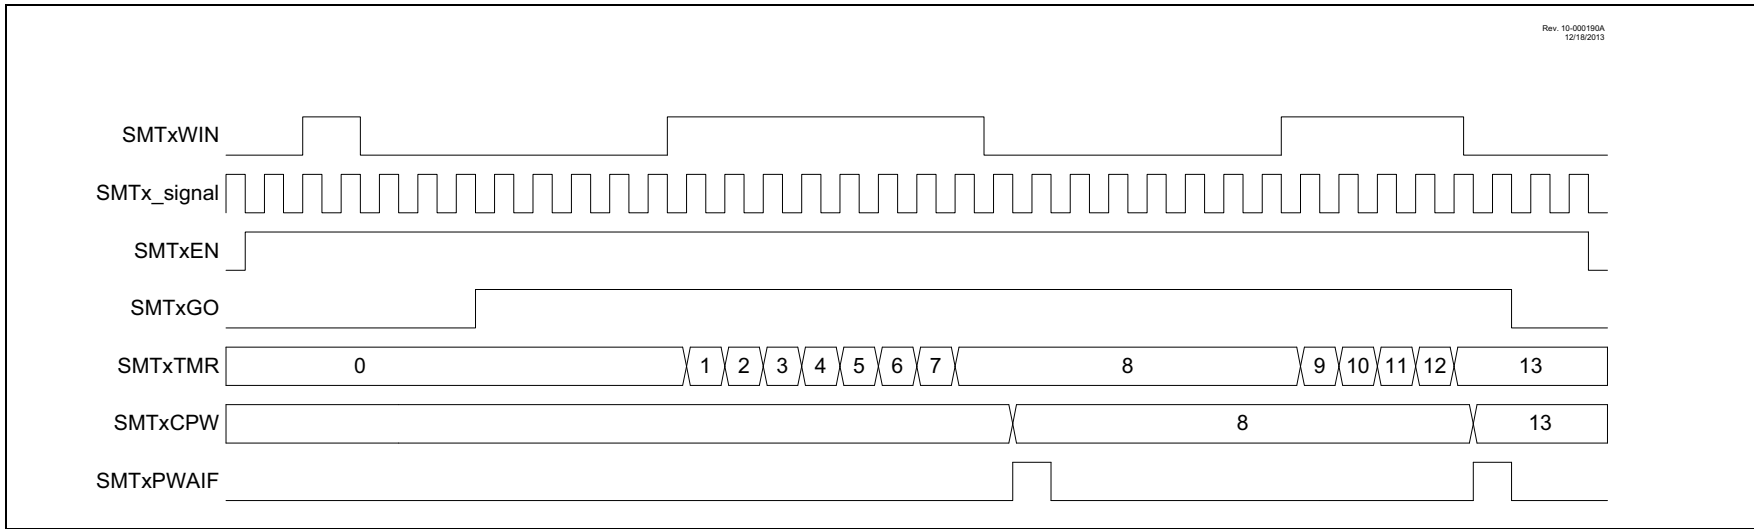 Rev. 10-000190A
12/18/2013
SMTxWIN
SMTx_signal
SMTxEN
SMTxGO
SMTxTMR 0 1 2 3 4 5 6 7 8 9 10 11 12 13
SMTxCPW 8 13
SMTxPWAIF